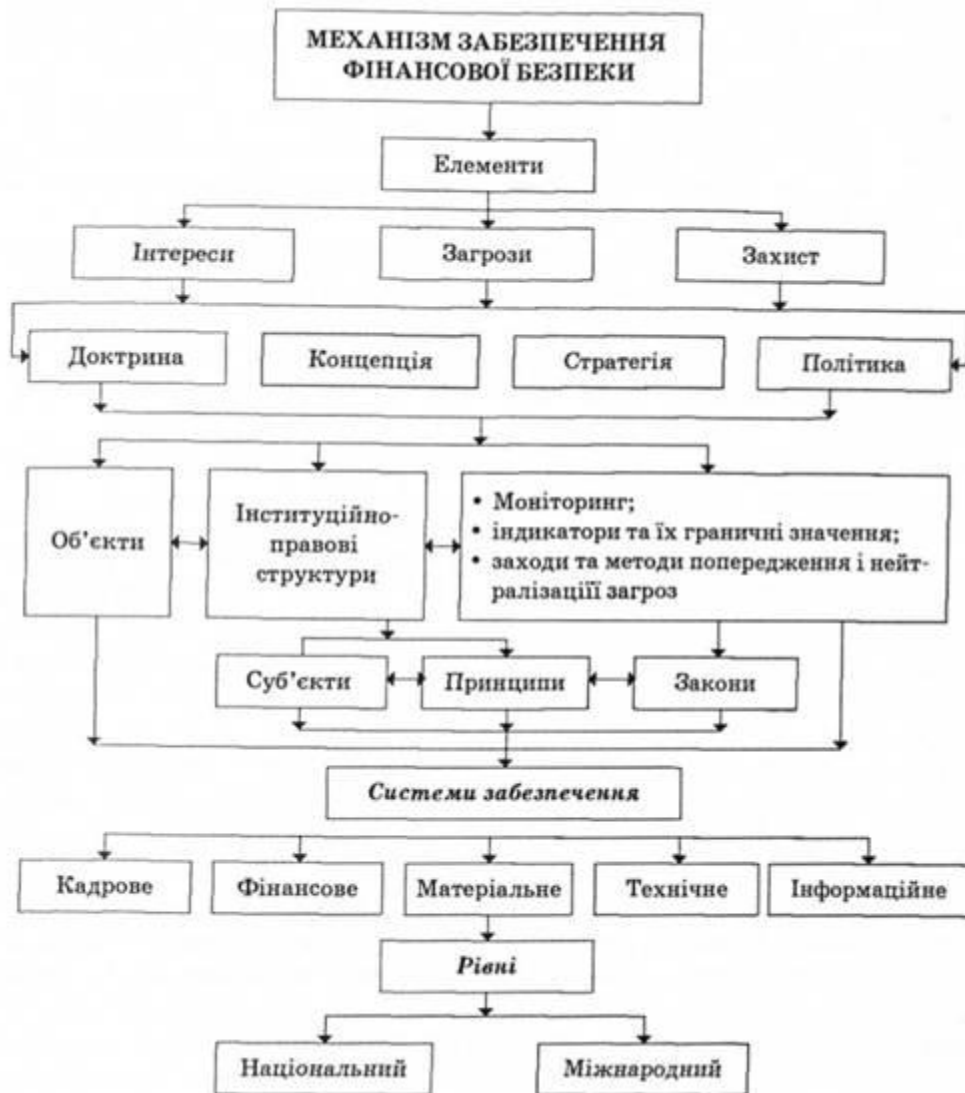 МЕХАНІЗМ ЗАБЕЗПЕЧЕННЯ
ФІНАНСОВОЇ БЕЗПЕКИ
Елементи
Інтереси
Загрози
Захист
Доктрина
Концепція
Стратегія
Політика
Об’єкти
Інституційно-
правові
структури
• Моніторинг;
• індикатори та їх граничні значення;
• заходи та методи попередження і нейт-
ралізаціїї загроз
Суб’єкти
Принципи
Закони
Системи забезпечення
Кадрове
Фінансове
Матеріальне
Технічне
Інформаційне
Рівні
Національний
Міжнародний